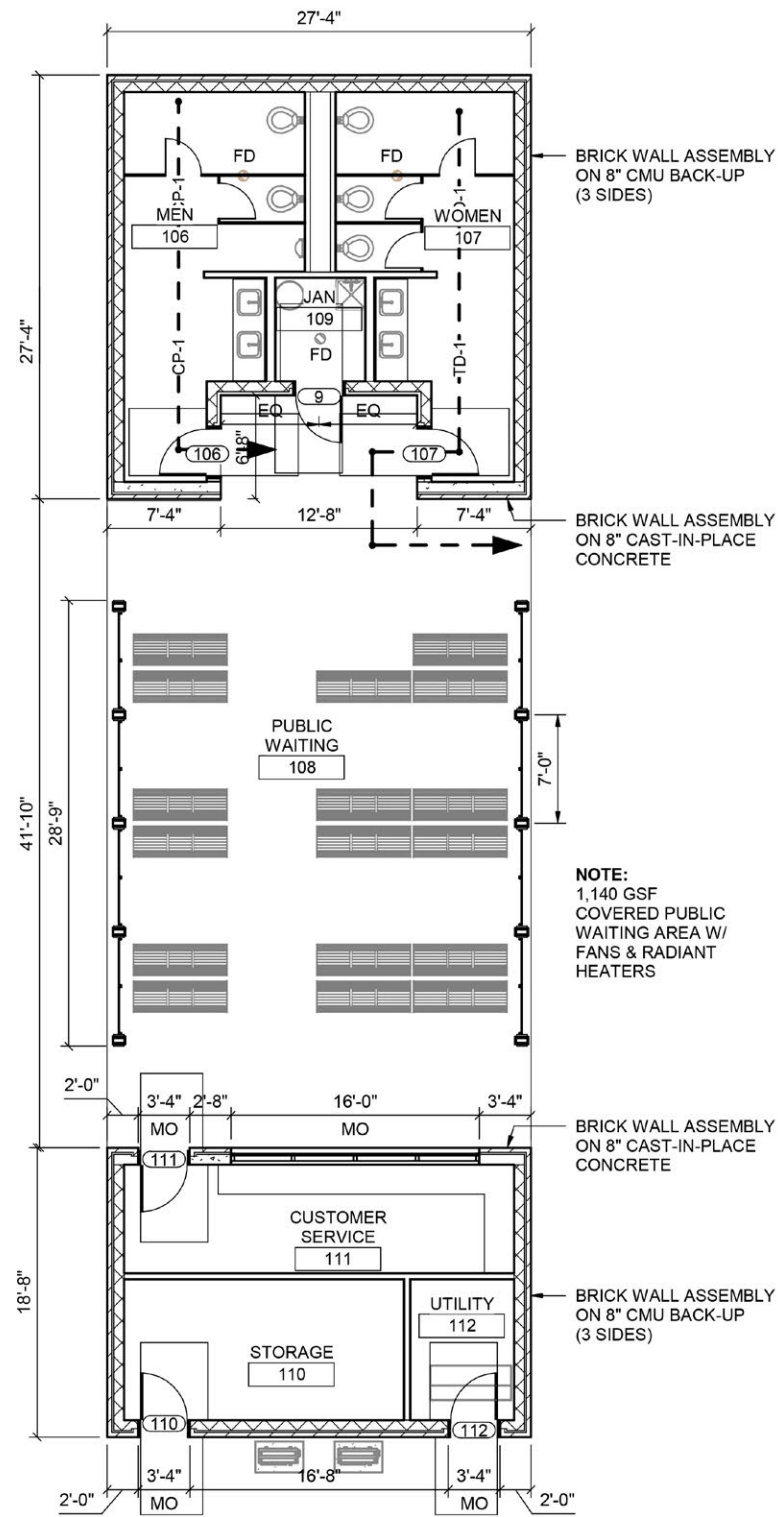 27'-4"
BRICK WALL ASSEMBLY
ON 8" CMU BACK-UP
(3 SIDES)
FD
FD
CP-1
MEN
106
WOMEN
107
JAN
109
FD
27'-4"
CP-1
TD-1
9
EQ
EQ
106
107
7'-4"
12'-8"
7'-4"
BRICK WALL ASSEMBLY
ON 8" CAST-IN-PLACE
CONCRETE
PUBLIC
WAITING
108
7'-0"
41'-10"
28'-9"
NOTE:
1,140 GSF
COVERED PUBLIC
WAITING AREA W/
FANS & RADIANT
HEATERS
2'-0"
3'-4"
2'-8"
16'-0"
3'-4"
MO
MO
BRICK WALL ASSEMBLY
ON 8" CAST-IN-PLACE
CONCRETE
111
CUSTOMER
SERVICE
111
18'-8"
UTILITY
112
BRICK WALL ASSEMBLY
ON 8" CMU BACK-UP
(3 SIDES)
STORAGE
110
110
112
2'-0"
3'-4"
16'-8"
3'-4"
2'-0"
MO
MO